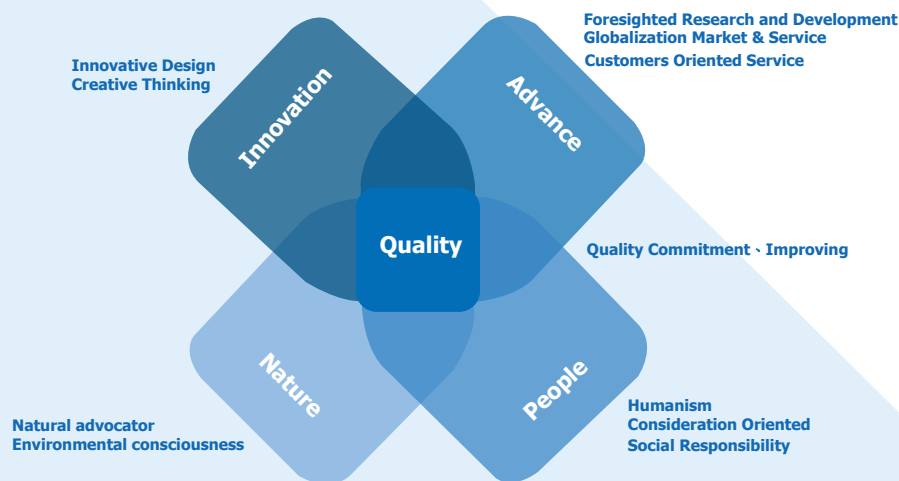 Foresighted Research and Development
Globalization Market & Service
Customers Oriented Service
Innovative Design
Creative Thinking
Innovation
Advance
Quality
Quality Commitment、Improving
Nature
People
Humanism
Consideration Oriented
Social Responsibility
Natural advocator
Environmental consciousness